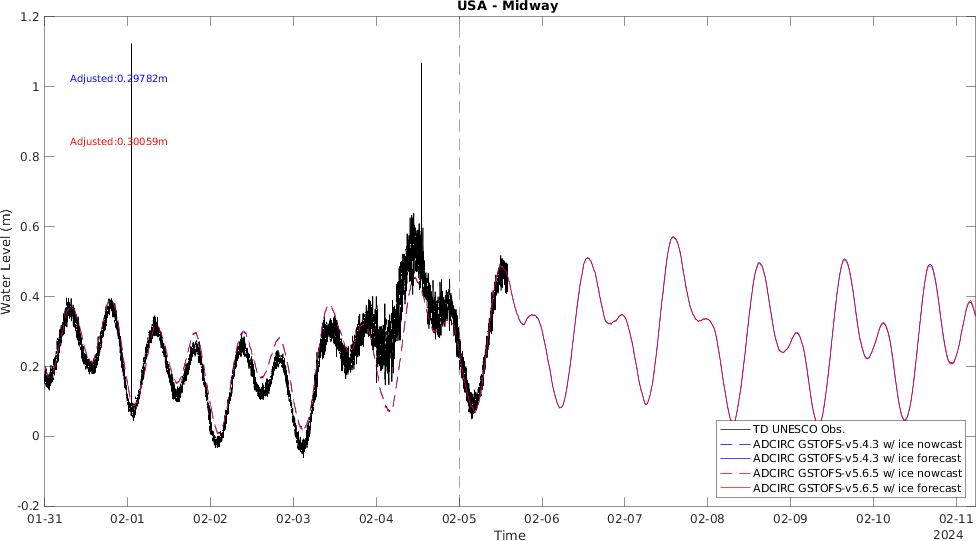 USA - Midway
1.2
1
0.8
0.6
0.4
0.2
0
-0.2
Water Level (m)
Adjusted:0.29782m
Adjusted:0.30059m
TD UNESCO Obs.
ADCIRC GSTOFS-v5.4.3 w/ ice nowcast
ADCIRC GSTOFS-v5.4.3 w/ ice forecast
ADCIRC GSTOFS-v5.6.5 w/ ice nowcast
ADCIRC GSTOFS-v5.6.5 w/ ice forecast
01-31 02-01 02-02 02-03 02-04 02-05 02-06 02-07 02-08 02-09 02-10 02-11
2024
Time